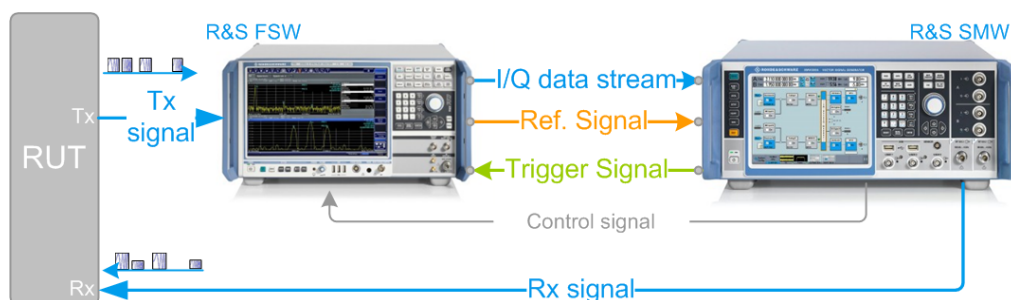 R&S FSW
R&S SMW
Tx
signal
I/Q data stream
Tx
Ref. Signal
RUT
Trigger Signal
Control signal
Rx
Rx signal